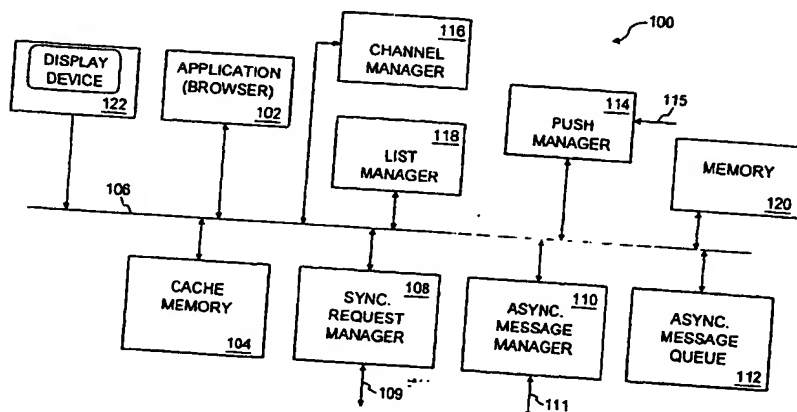 100
DISPLAY
DEVICE
122
APPLICATION
(BROWSER)
102
116
CHANNEL
MANAGER
118
LIST
MANAGER
114
PUSH
MANAGER
115
MEMORY
120
106
CACHE
MEMORY
104
108
SYNC.
REQUEST
MANAGER
109
110
ASYNC.
MESSAGE
MANAGER
111
ASYNC.
MESSAGE
QUEUE
112